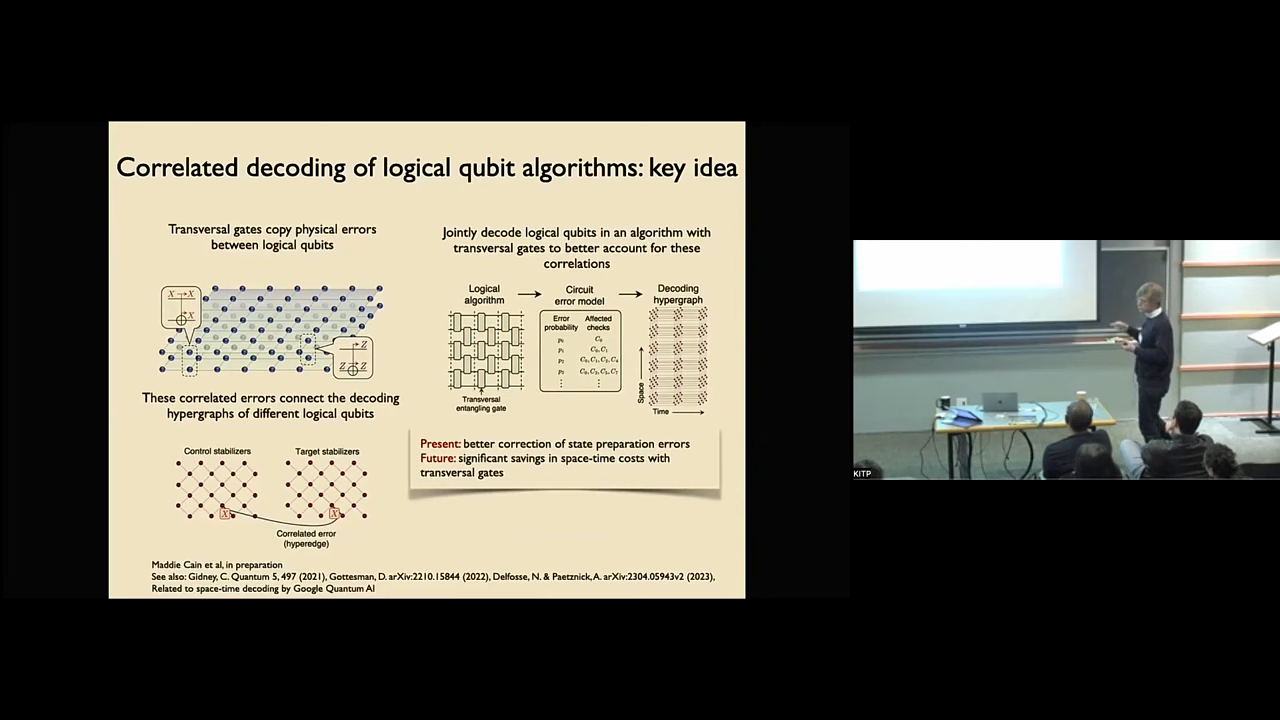 Correlated decoding of logical qubit algorithms: key idea
Transversal gates copy physical errors
between logical qubits
X → X
X
Z
Z → Z
These correlated errors connect the decoding
hypergraphs of different logical qubits
Control stabilizers
Target stabilizers
X
X
Correlated error
(hyperedge)
Jointly decode logical qubits in an algorithm with
transversal gates to better account for these
correlations
Logical
algorithm
Circuit
error model
Decoding
hypergraph
Error
probability
Affected
checks
p₀ C₀
p₁ C₀,C₁
Transversal
entangling gate
Space
Time
Present: better correction of state preparation errors
Future: significant savings in space-time costs with
transversal gates
Maddie Cain et al, in preparation
See also: Gidney, C. Quantum 5, 497 (2021), Gottesman, D. arXiv:2210.15844 (2022), Delfosse, N. & Paetznick, A. arXiv:2304.05943v2 (2023),
Related to space-time decoding by Google Quantum AI
KITP